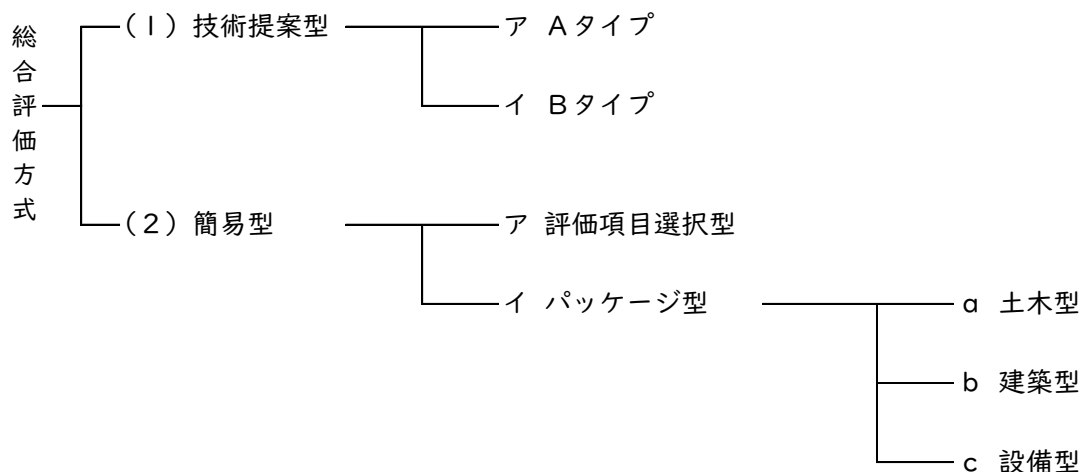 総合評価方式
(1) 技術提案型
ア Aタイプ
イ Bタイプ
(2) 簡易型
ア 評価項目選択型
イ パッケージ型
a 土木型
b 建築型
c 設備型